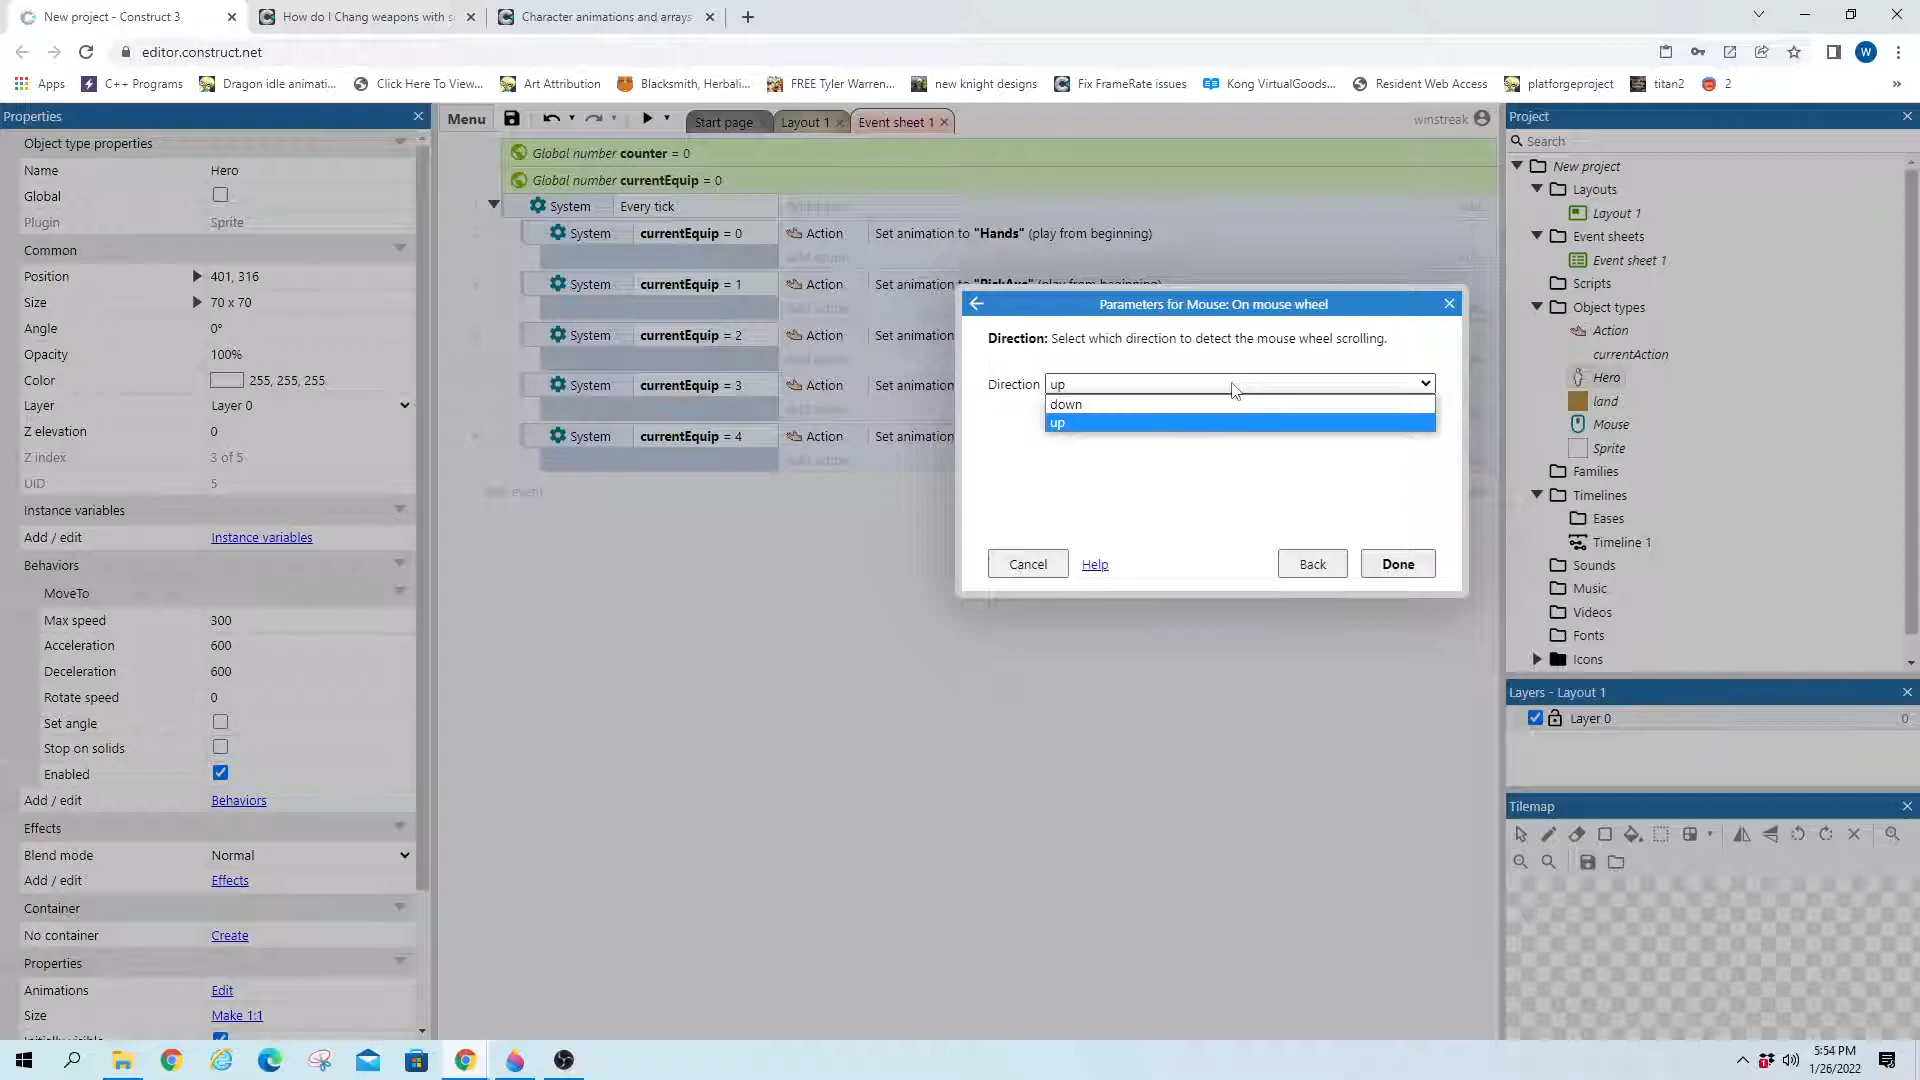 New project - Construct 3
How do I Chang weapons with s
Character animations and arrays
editor.construct.net
W
Apps
C++ Programs
Dragon idle animati...
Click Here To View...
Art Attribution
Blacksmith, Herbali...
FREE Tyler Warren...
new knight designs
Fix FrameRate issues
Kong VirtualGoods...
Resident Web Access
platforgeproject
titan2
2
»
Properties
Menu
Start page
Layout 1
Event sheet 1
winstreak
Project
Object type properties
Name
Hero
Global
Plugin
Sprite
Common
Position
401, 316
Size
70 x 70
Angle
0°
Opacity
100%
Color
255, 255, 255
Layer
Layer 0
Z elevation
0
Z index
3 of 5
UID
5
Instance variables
Add / edit
Instance variables
Behaviors
MoveTo
Max speed
300
Acceleration
600
Deceleration
600
Rotate speed
0
Set angle
Stop on solids
Enabled
Add / edit
Behaviors
Effects
Blend mode
Normal
Add / edit
Effects
Container
No container
Create
Properties
Animations
Edit
Size
Make 1:1
Initially visible
Global number counter = 0
Global number currentEquip = 0
System
Every tick
System
currentEquip = 0
Action
Set animation to "Hands" (play from beginning)
System
currentEquip = 1
Action
Set animation to "PickAxe" (play from beginning)
System
currentEquip = 2
Action
Set animation
System
currentEquip = 3
Action
Set animation
System
currentEquip = 4
Action
Set animation
Add event
Parameters for Mouse: On mouse wheel
Direction: Select which direction to detect the mouse wheel scrolling.
Direction
up
down
up
Cancel
Help
Back
Done
Search
New project
Layouts
Layout 1
Event sheets
Event sheet 1
Scripts
Object types
Action
currentAction
Hero
land
Mouse
Sprite
Families
Timelines
Eases
Timeline 1
Sounds
Music
Videos
Fonts
Icons
Layers - Layout 1
Layer 0
0
Tilemap
5:54 PM
1/26/2022